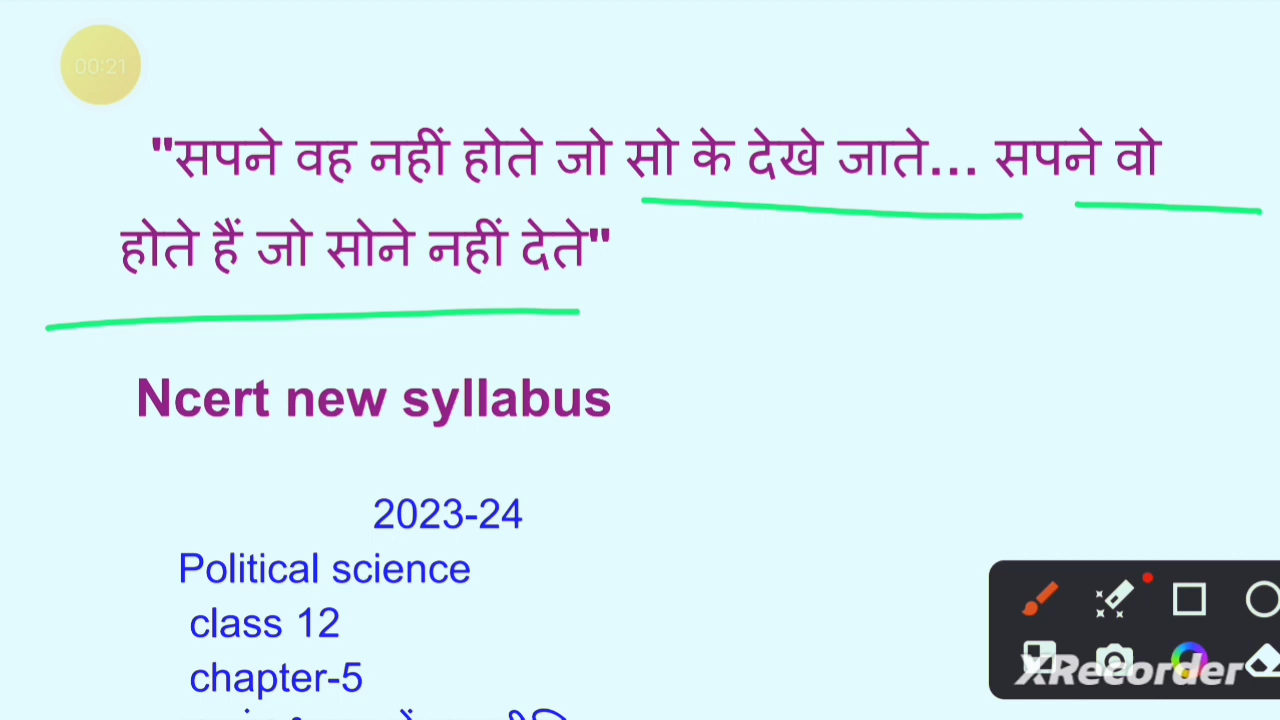 00:21
"सपने वह नहीं होते जो सो के देखे जाते... सपने वो
होते हैं जो सोने नहीं देते"
Ncert new syllabus
2023-24
Political science
class 12
chapter-5
XRecorder